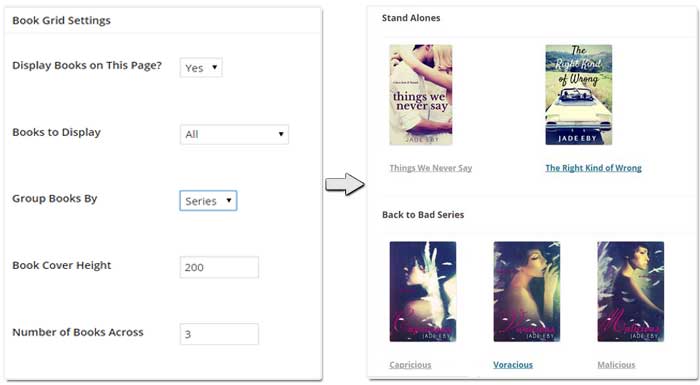 Book Grid Settings
Display Books on This Page?
Yes
Books to Display
All
Group Books By
Series
Book Cover Height
200
Number of Books Across
3
Stand Alones
things we
never say
JADE EBY
The
Right Kind
of Wrong
JADE EBY
Things We Never Say
The Right Kind of Wrong
Back to Bad Series
Capricious
JADE EBY
Voracious
JADE EBY
Malicious
JADE EBY
Capricious
Voracious
Malicious